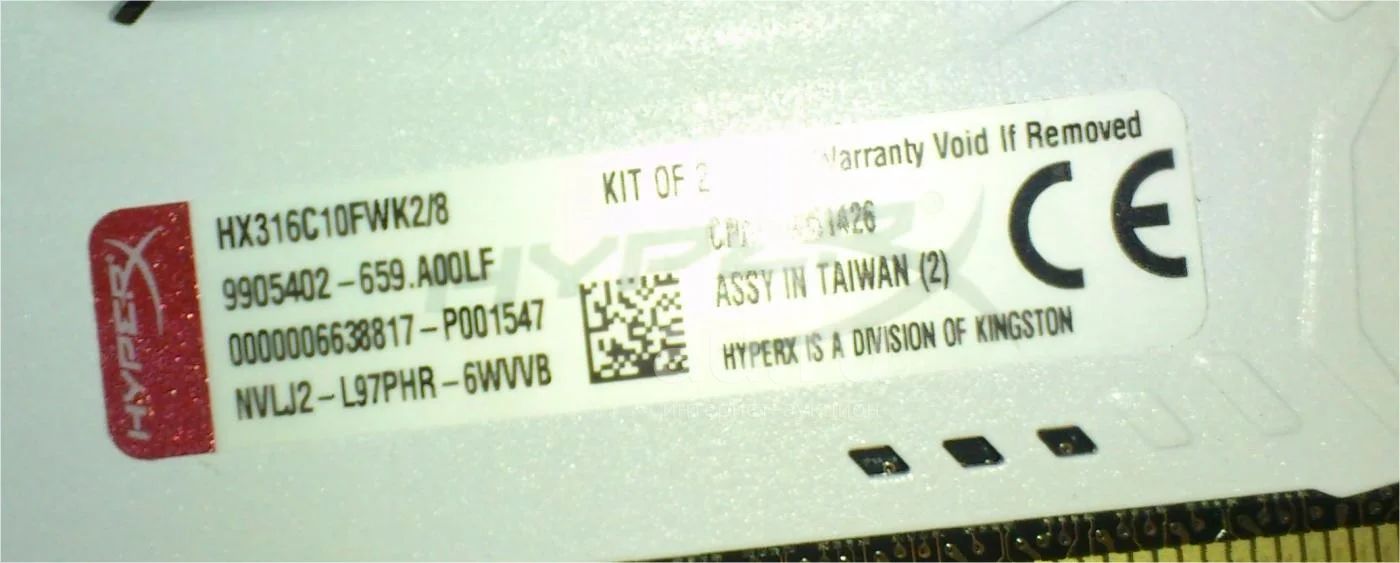 HYPERX
HX316C10FWK2/8
9905402-659.A00LF
0000006638817-P001547
NVLJ2-L97PHR-6WVVB
KIT OF 2
Warranty Void If Removed
ASSY IN TAIWAN (2)
HYPERX IS A DIVISION OF KINGSTON
CE
HYPERX